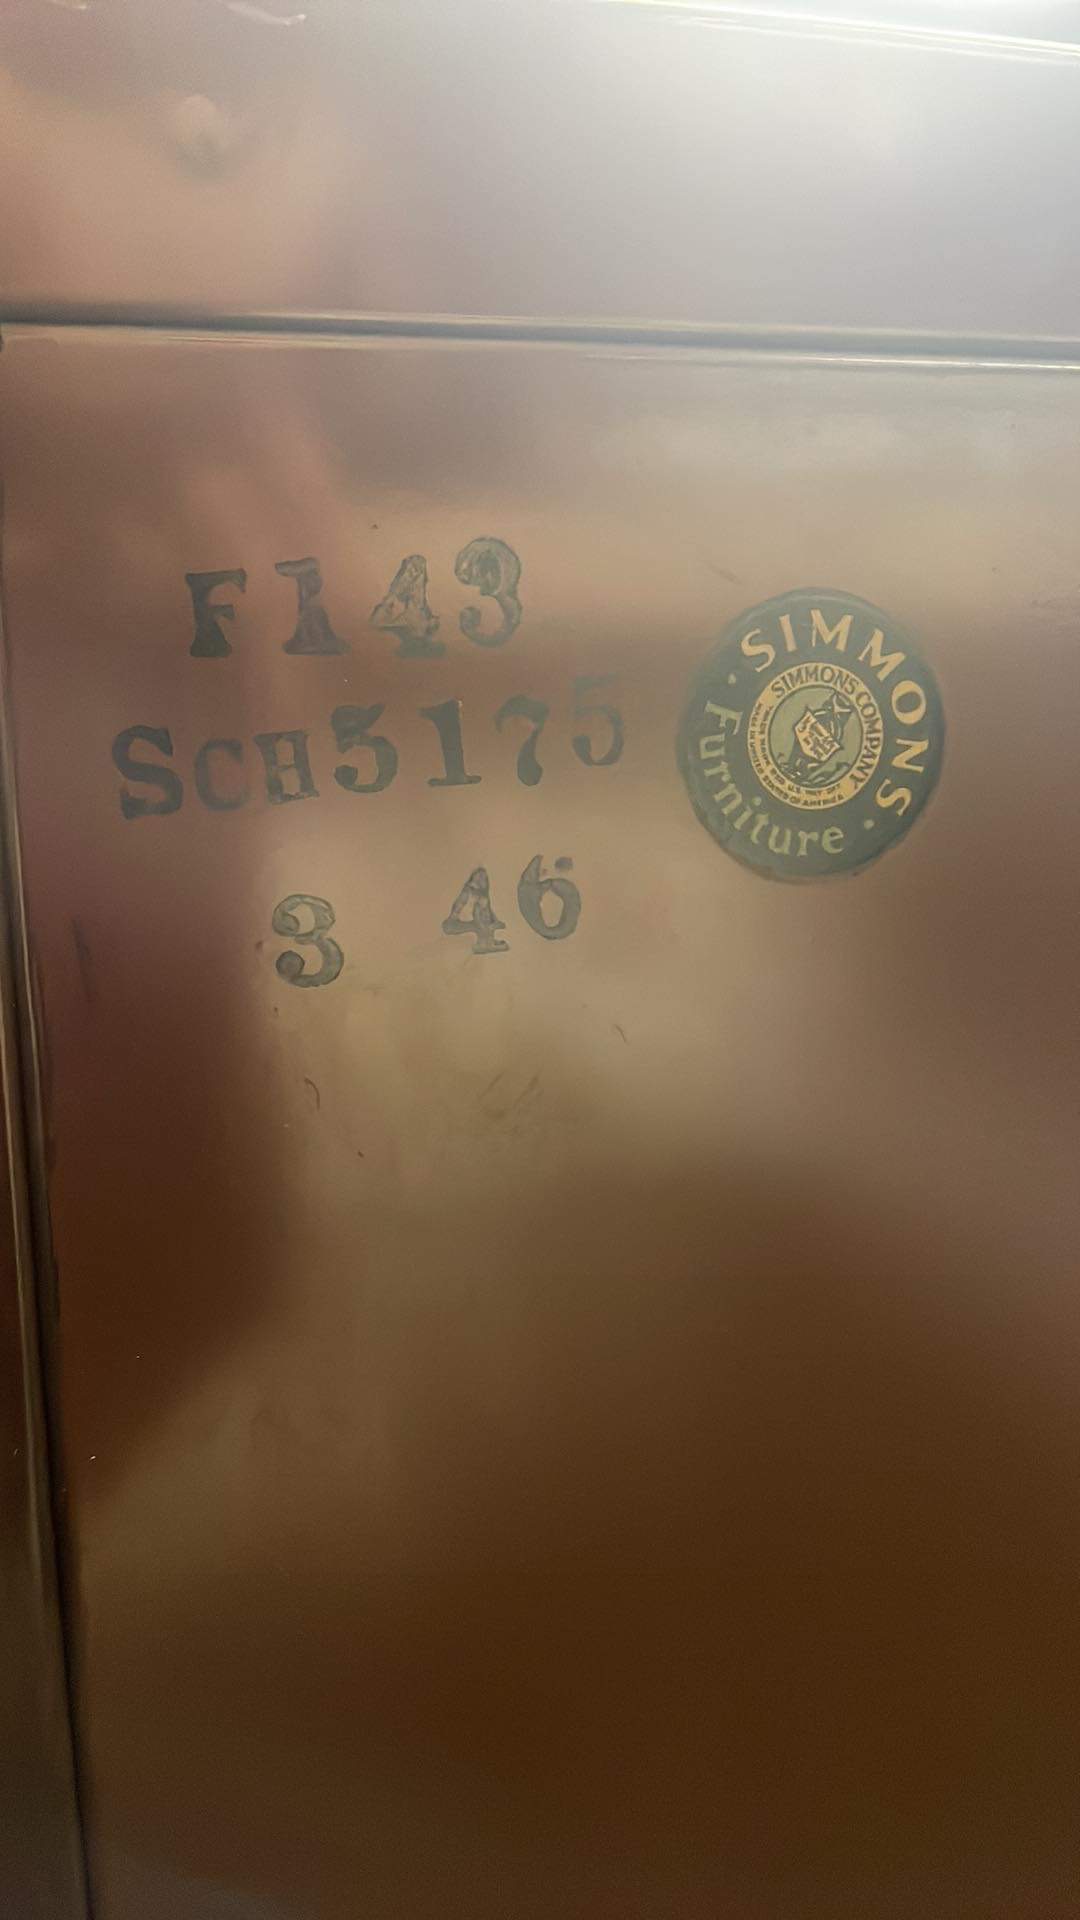 F143
SCH5175
3 46
SIMMONS
Furniture
SIMMONS COMPANY